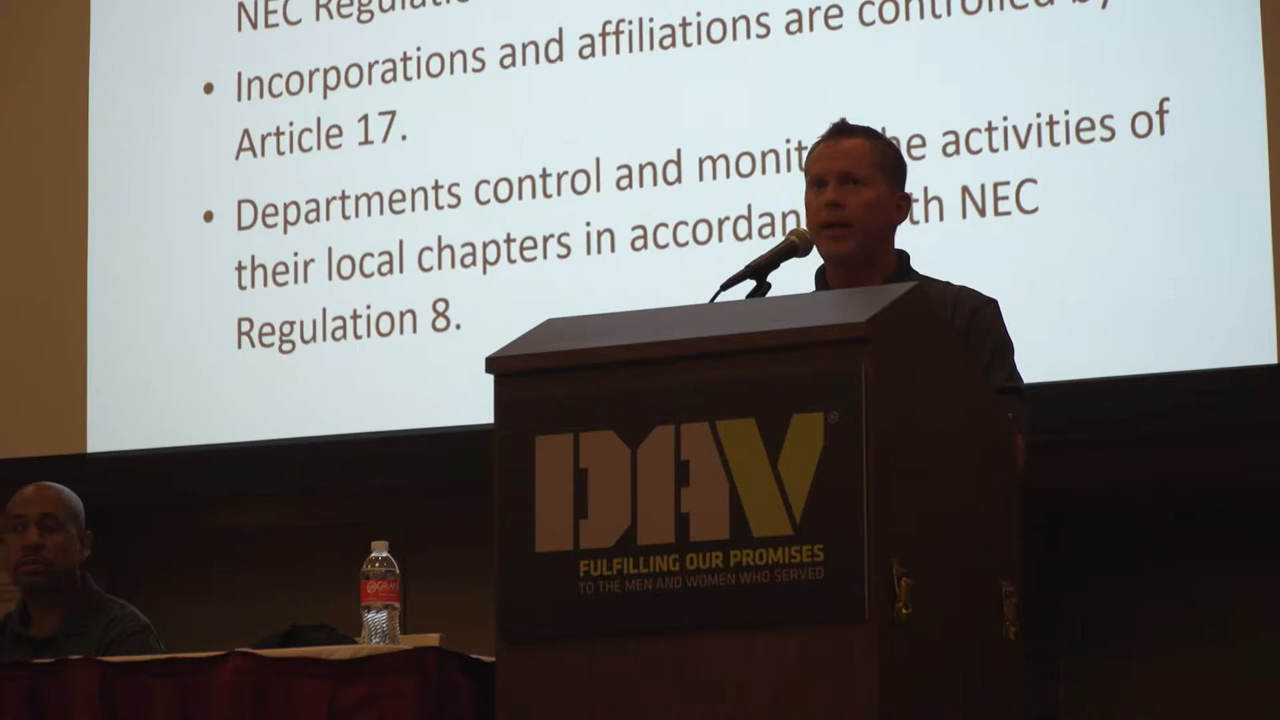 NEC Regulatio
• Incorporations and affiliations are controlled by
Article 17.
• Departments control and monit he activities of
their local chapters in accordan th NEC
Regulation 8.
DAV®
FULFILLING OUR PROMISES
TO THE MEN AND WOMEN WHO SERVED